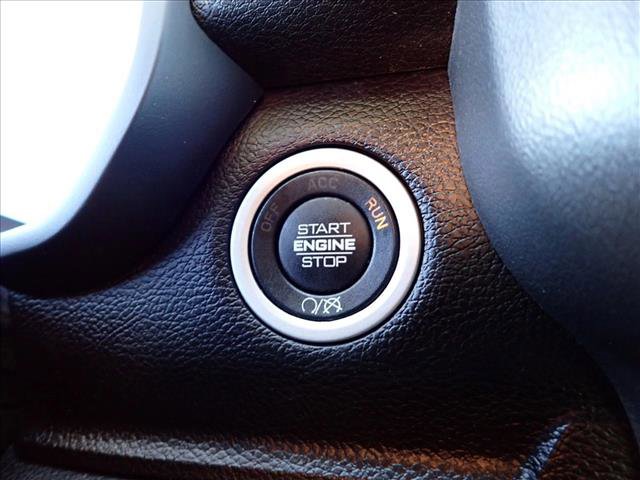 OFF ACC RUN
START
ENGINE
STOP